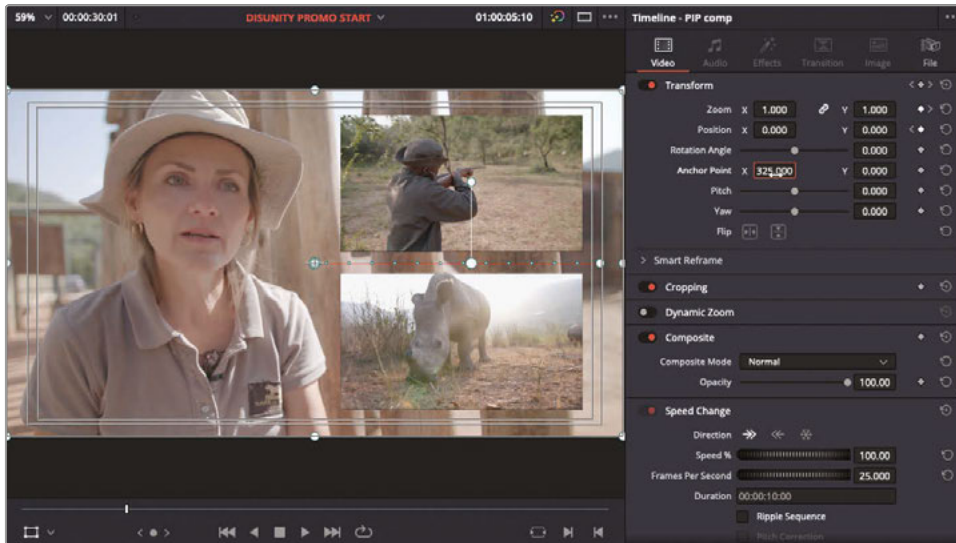 59% 00:00:30:01 DISUNITY PROMO START 01:00:05:10 Timeline - PIP comp
Video Audio Effects Transition Image File
Transform
Zoom X 1.000 Y 1.000
Position X 0.000 Y 0.000
Rotation Angle 0.000
Anchor Point X 325.000 Y 0.000
Pitch 0.000
Yaw 0.000
Flip
Smart Reframe
Cropping
Dynamic Zoom
Composite
Composite Mode Normal
Opacity 100.00
Speed Change
Direction
Speed % 100.00
Frames Per Second 25.000
Duration 00:00:10:00
Ripple Sequence
Pitch Correction